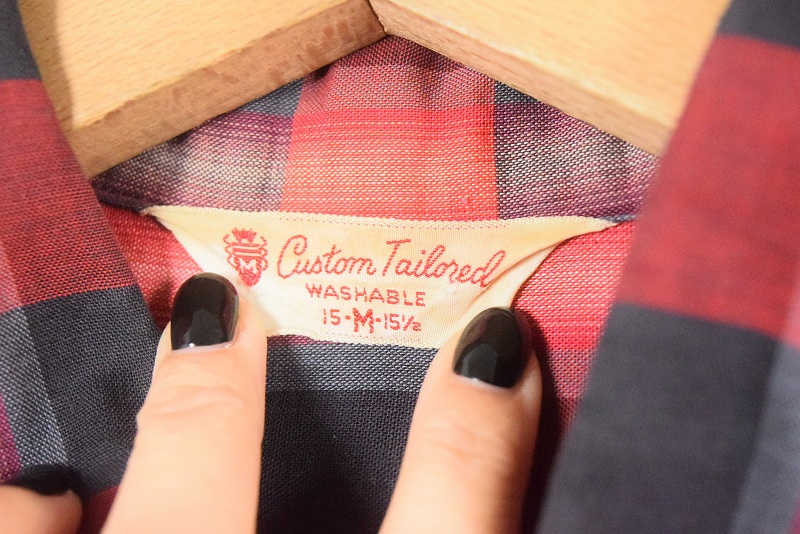 Custom Tailored
WASHABLE
15-M-15½